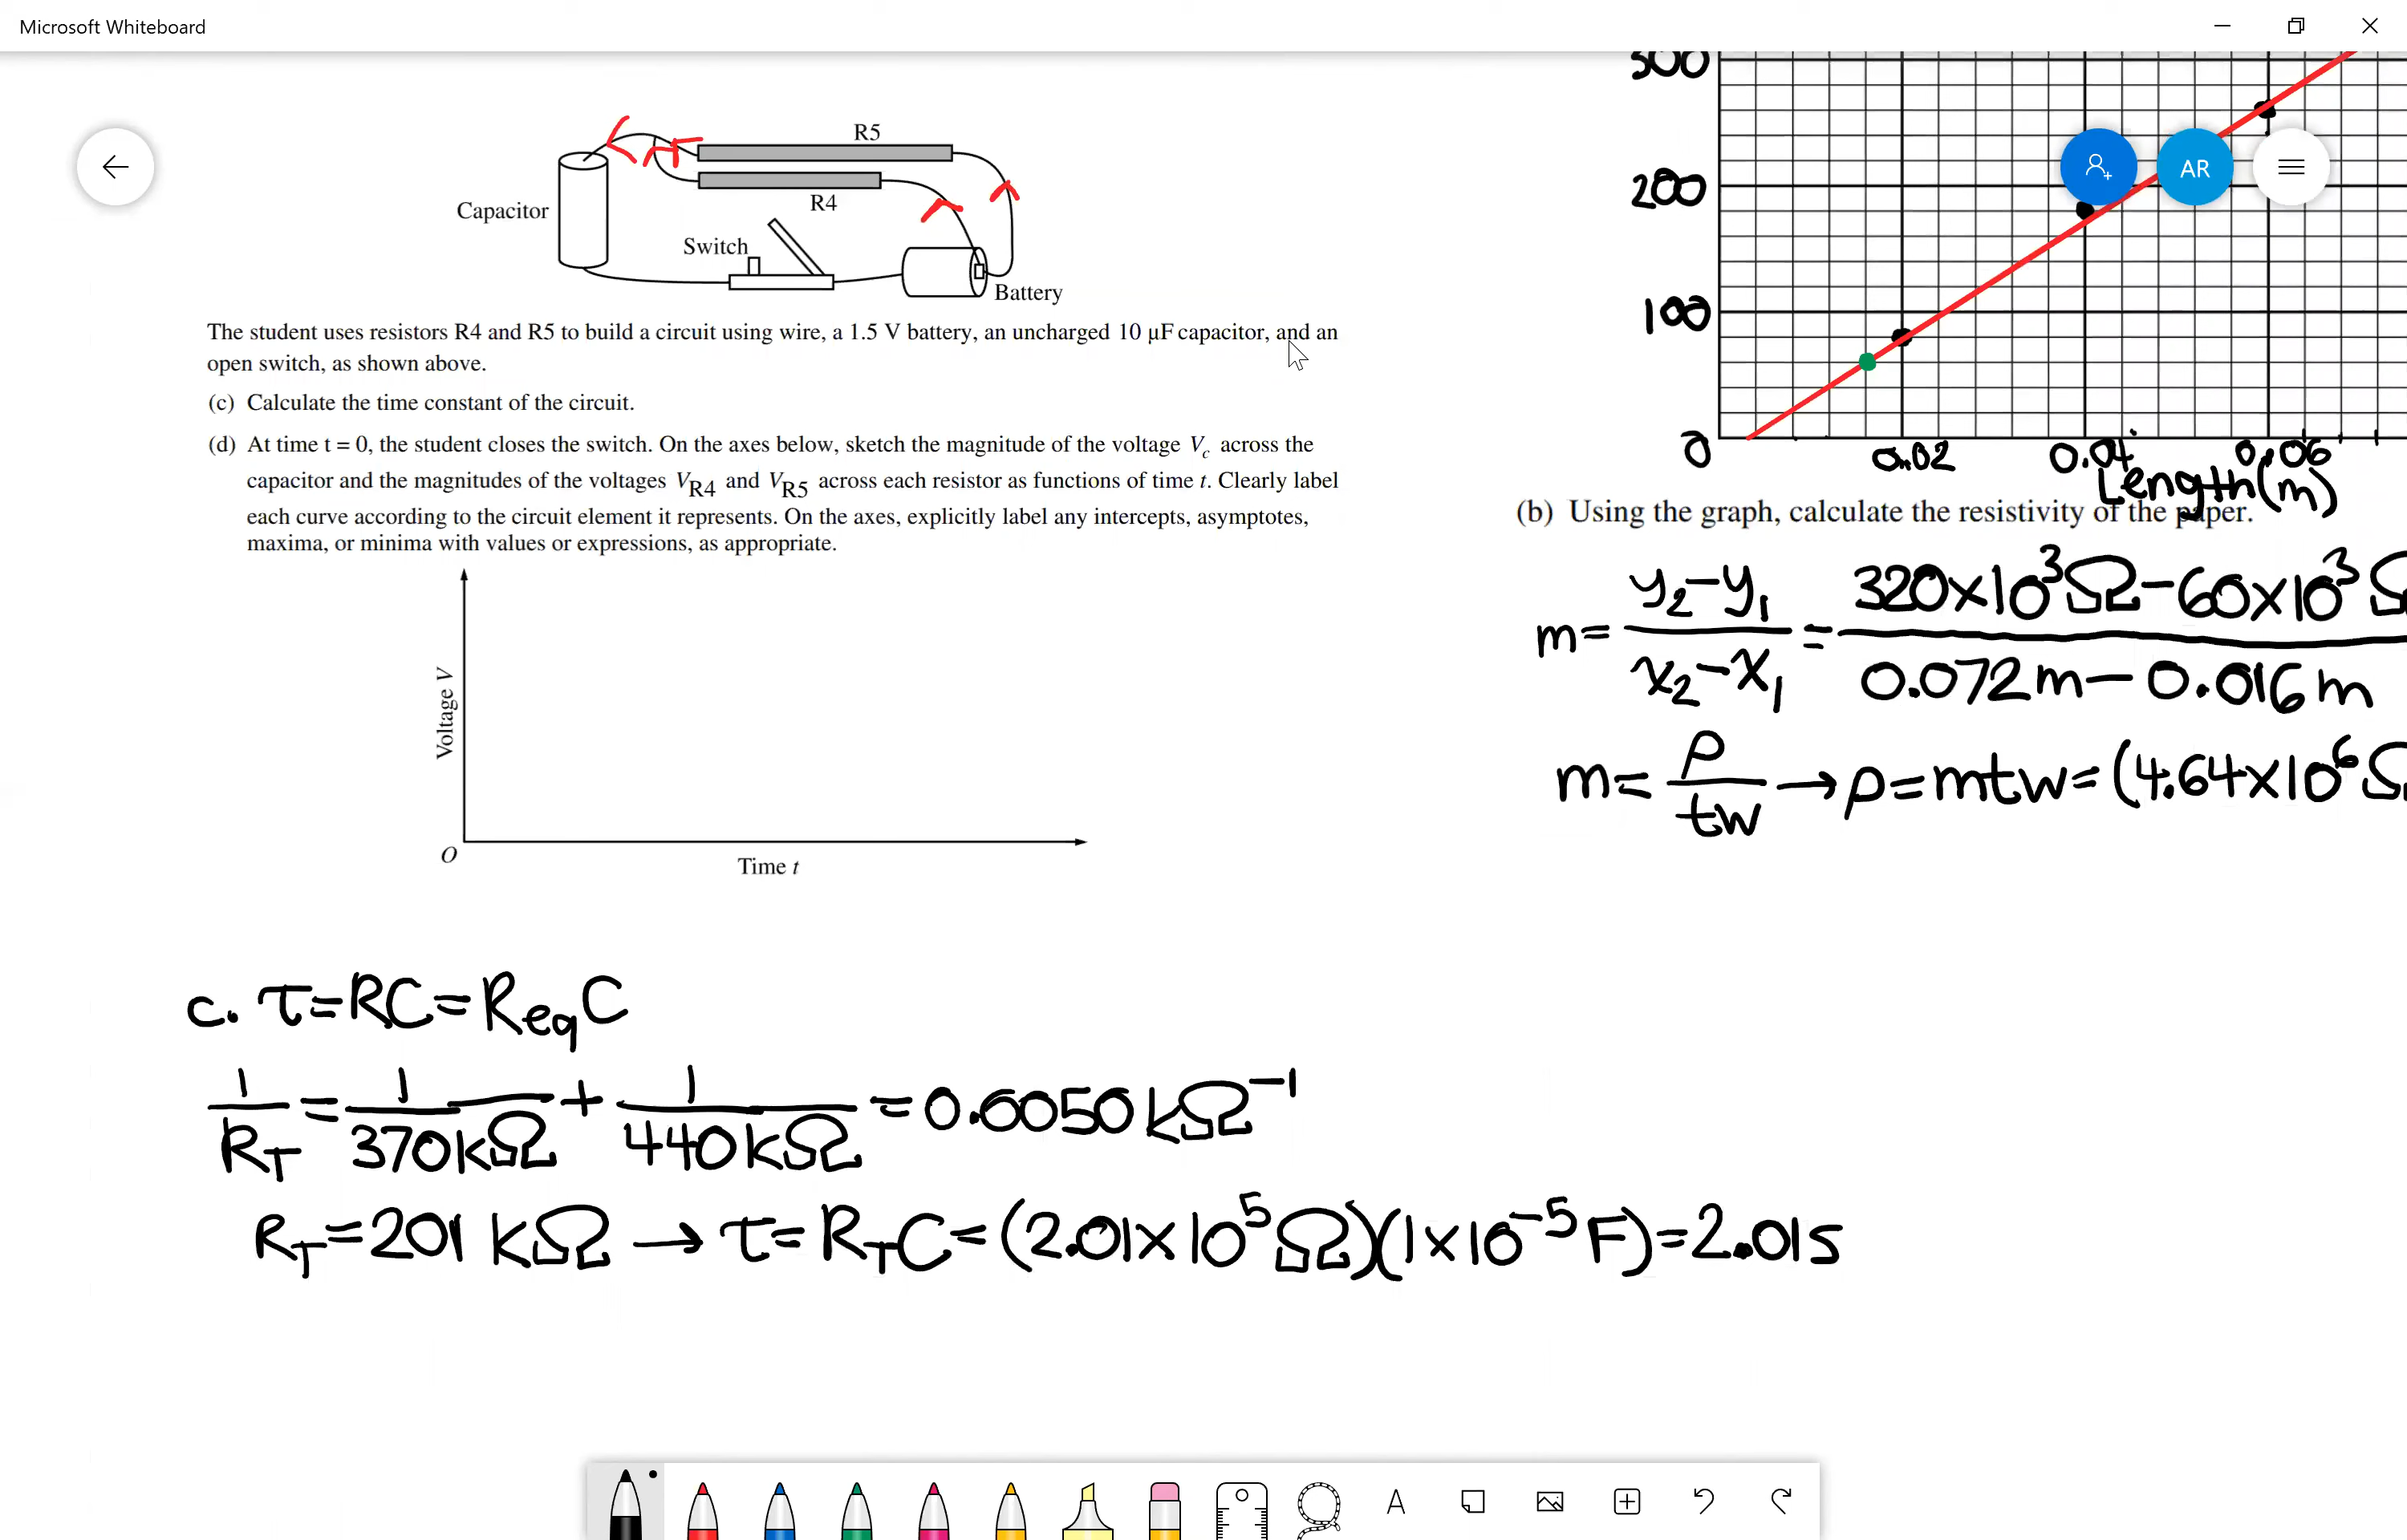 Microsoft Whiteboard
R5
R4
Capacitor
Switch
Battery
The student uses resistors R4 and R5 to build a circuit using wire, a 1.5 V battery, an uncharged 10 μF capacitor, and an
open switch, as shown above.
(c) Calculate the time constant of the circuit.
(d) At time t = 0, the student closes the switch. On the axes below, sketch the magnitude of the voltage V_c across the
capacitor and the magnitudes of the voltages V_R4 and V_R5 across each resistor as functions of time t. Clearly label
each curve according to the circuit element it represents. On the axes, explicitly label any intercepts, asymptotes,
maxima, or minima with values or expressions, as appropriate.
Voltage V
O
Time t
c. τ=RC=R_eqC
1/R_T = 1/370kΩ + 1/440kΩ = 0.0050 kΩ⁻¹
R_T=201 kΩ → τ=R_TC=(2.01×10⁵Ω)(1×10⁻⁵F)=2.01s
300
200
100
0
0.02
0.04
0.06
Length(m)
AR
(b) Using the graph, calculate the resistivity of the paper.
m= y₂-y₁/x₂-x₁ = 320×10³Ω-60×10³Ω/0.072m-0.016m
m= ρ/tw → ρ=mtw=(4.64×10⁶Ω
A